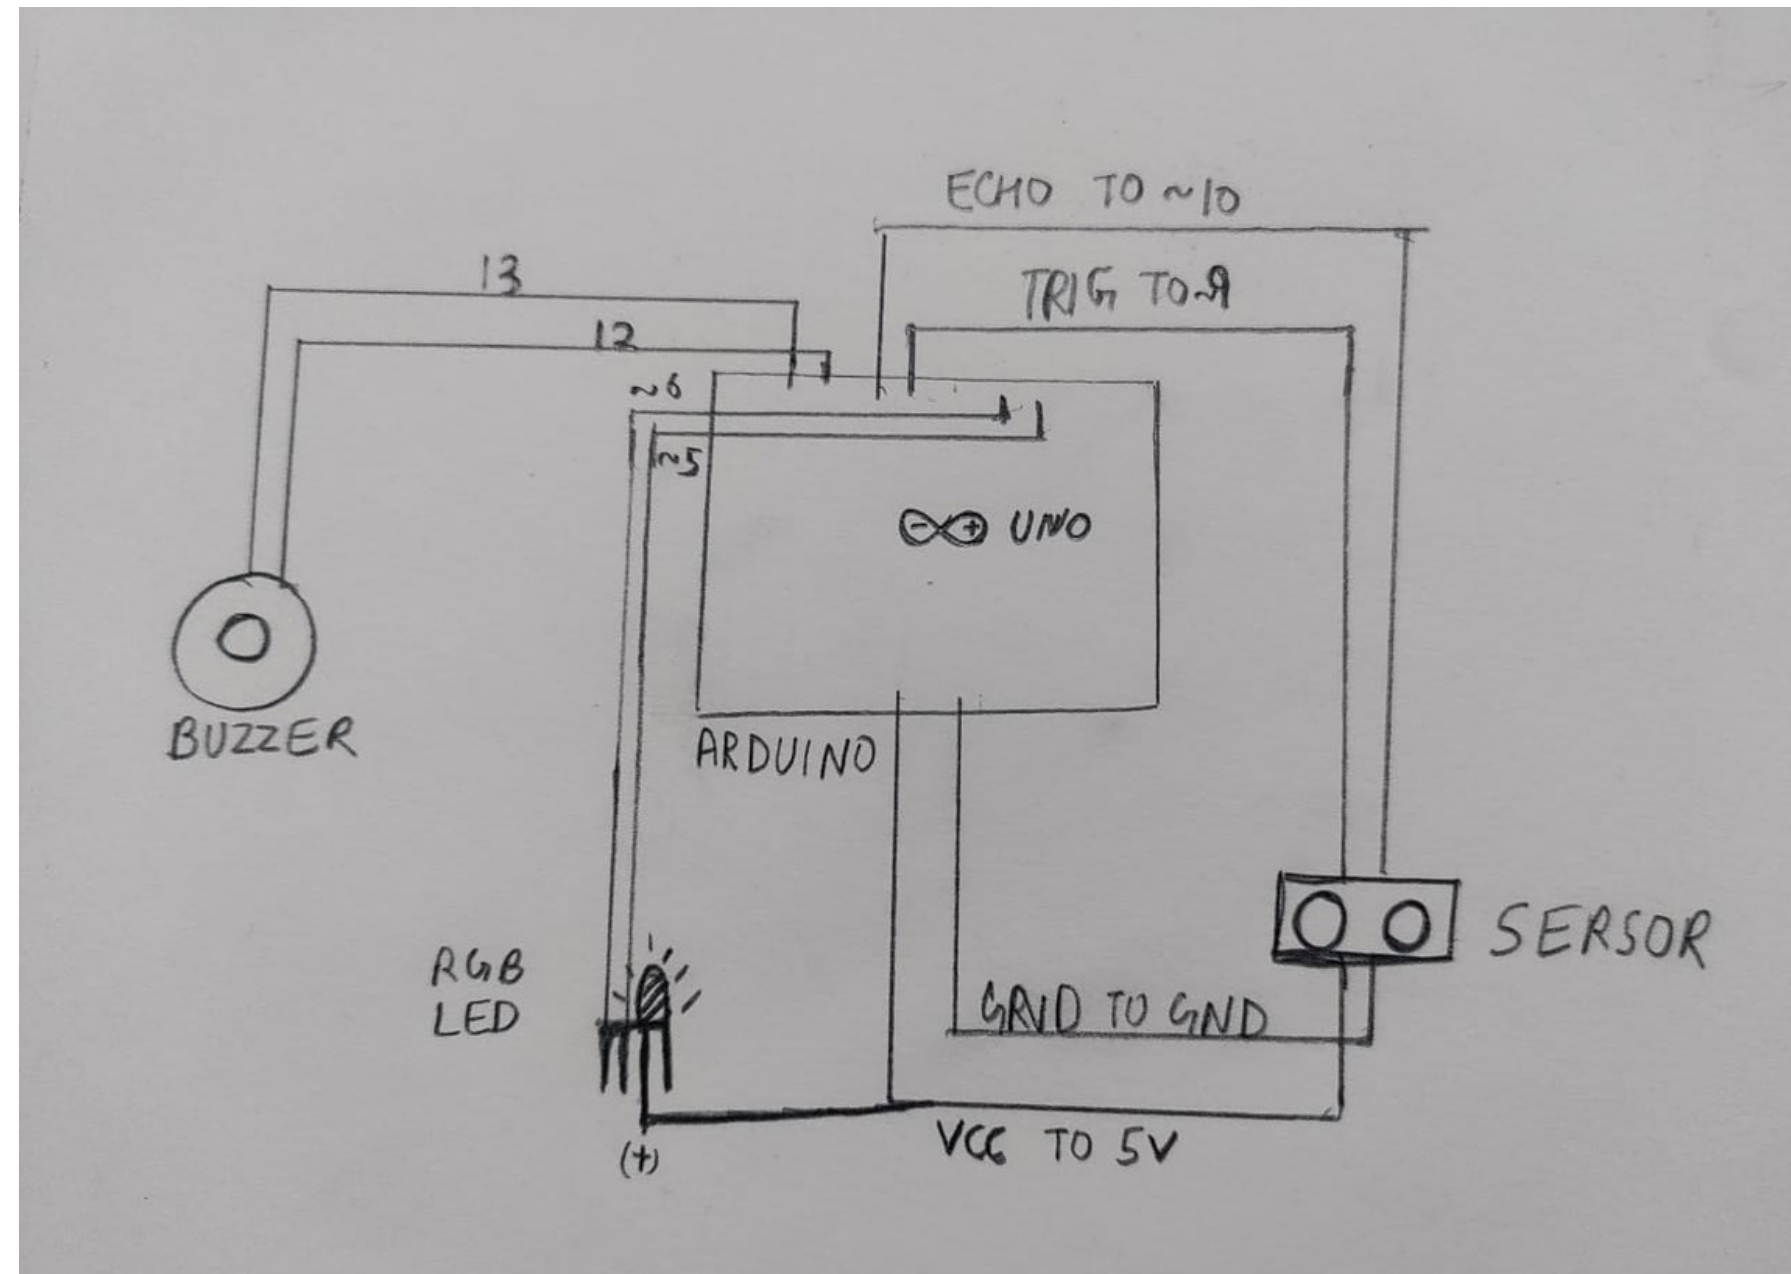 ECHO TO ~10
13
TRIG TO ~9
12
~6
~5
UNO
BUZZER
ARDUINO
SERSOR
RGB
LED
GRND TO GND
VCC TO 5V
(+)